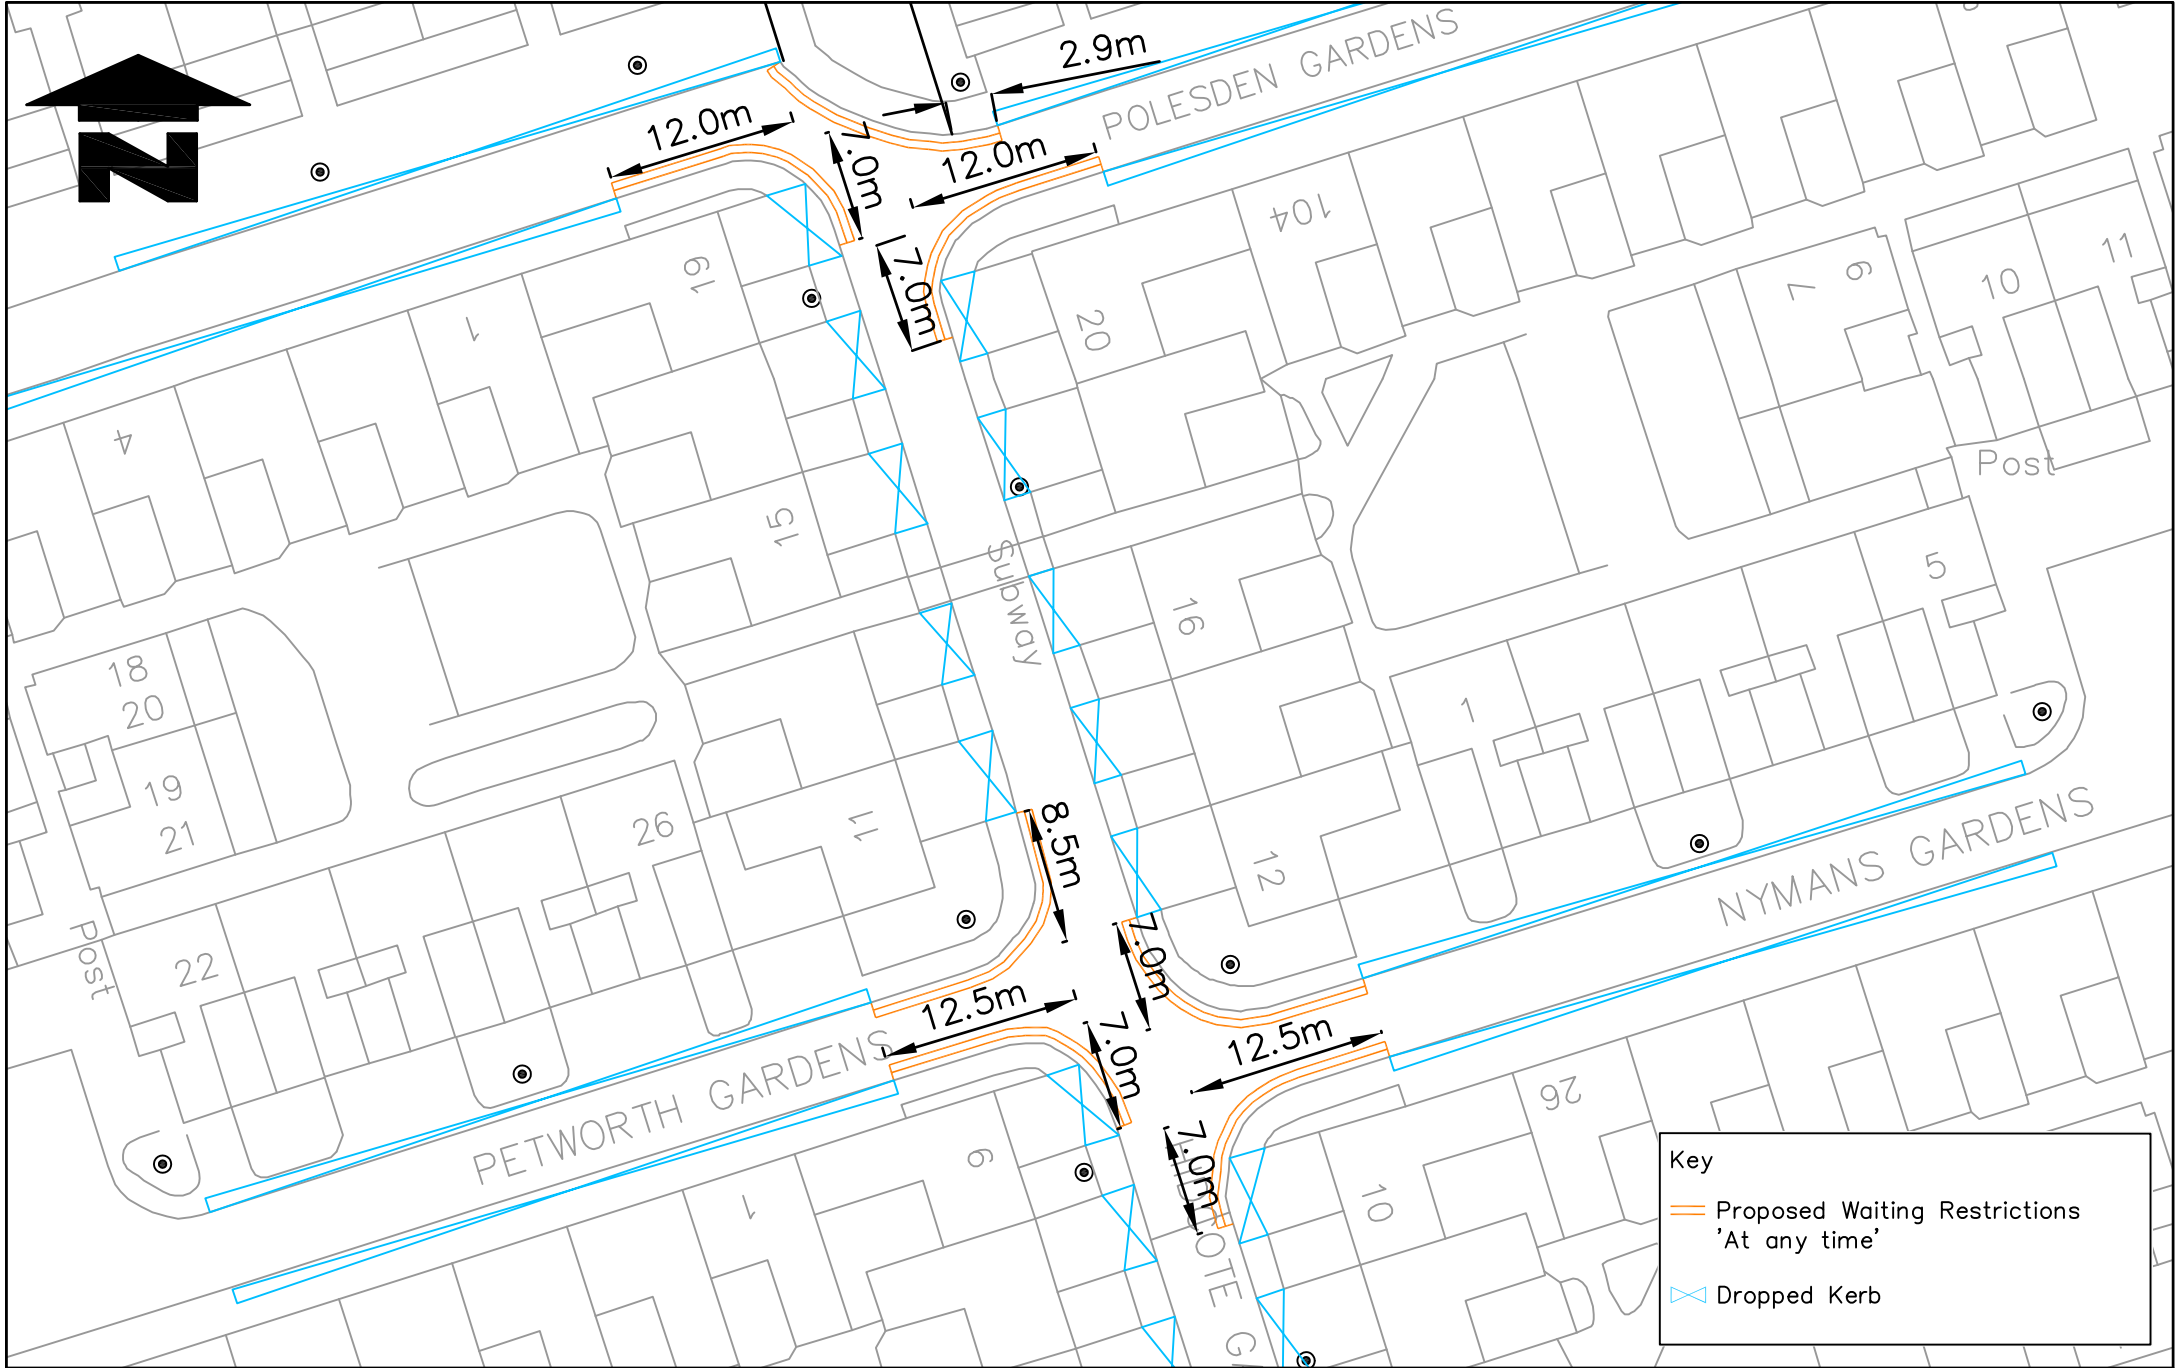 2.9m
POLESDEN GARDENS
12.0m
7.0m
12.0m
7.0m
104
19
20
1
4
6
7
10
11
Post
15
Subway
16
5
18
20
19
21
26
11
1
12
8.5m
NYMANS GARDENS
Post
22
7.0m
12.5m
7.0m
12.5m
PETWORTH GARDENS
7.0m
9
1
10
26
Key
Proposed Waiting Restrictions
'At any time'
Dropped Kerb